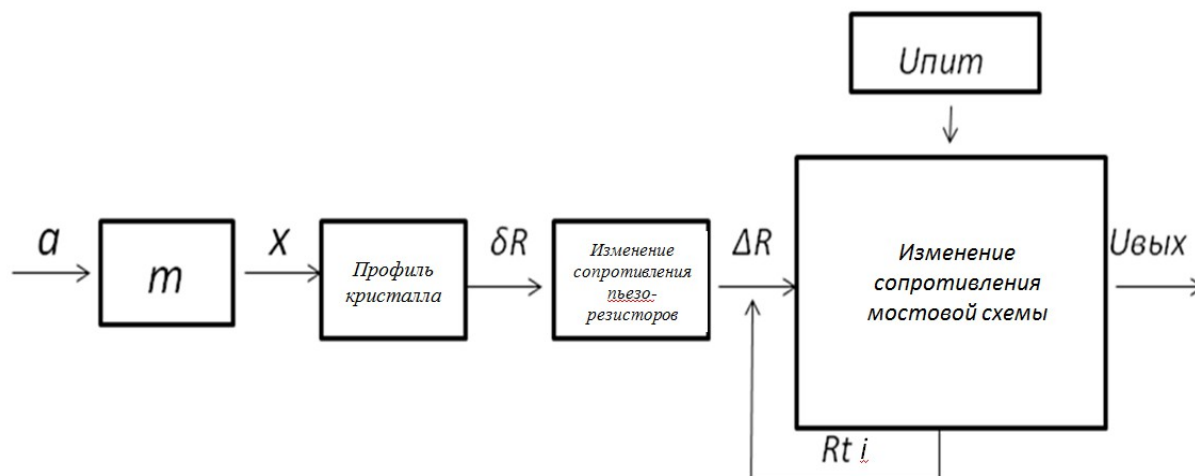 Uпит
a
m
X
Профиль
кристалла
δR
Изменение
сопротивления
пьезо-
резисторов
ΔR
Изменение
сопротивления
мостовой схемы
Uвых
Rt i